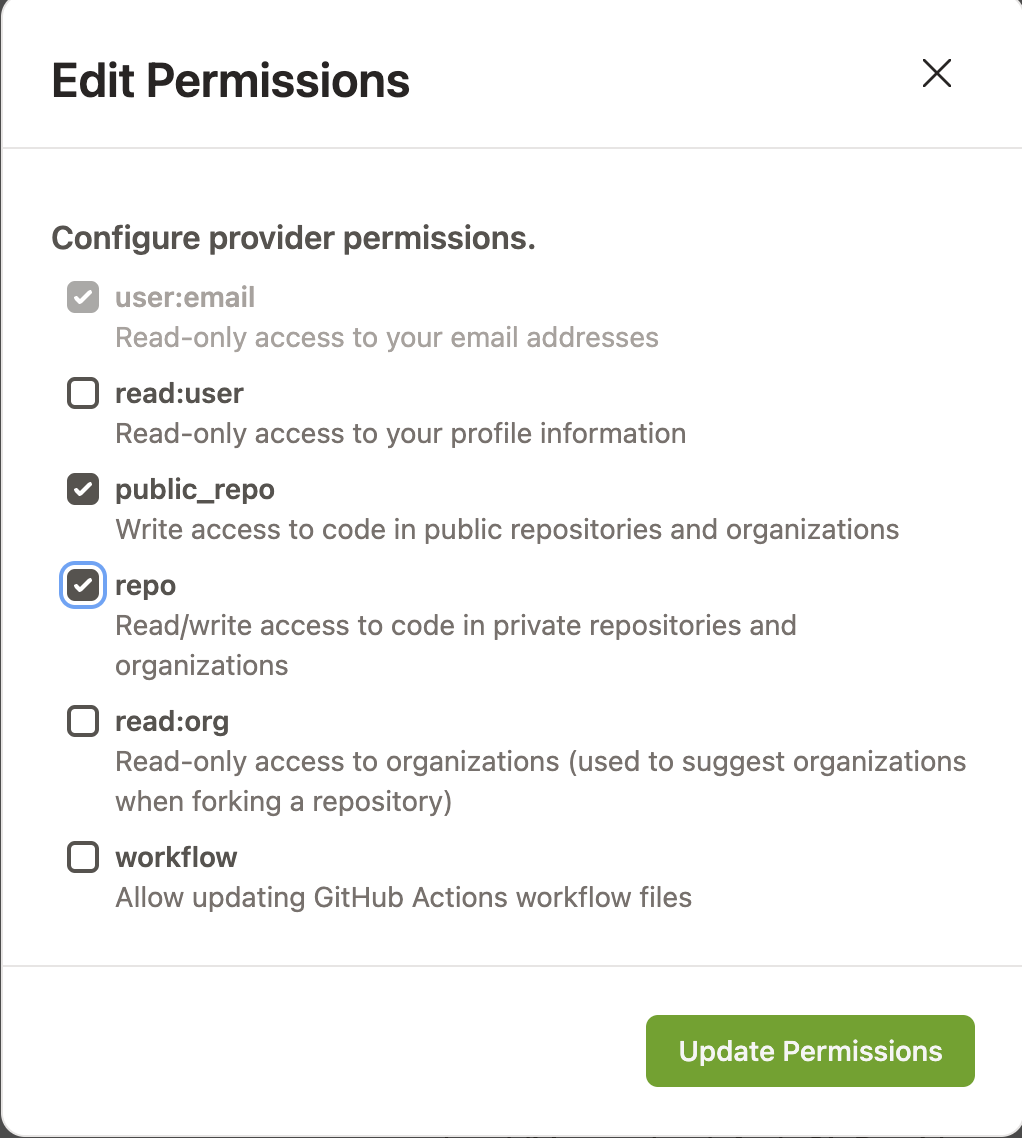 Edit Permissions
Configure provider permissions.
user:email
Read-only access to your email addresses
read:user
Read-only access to your profile information
public_repo
Write access to code in public repositories and organizations
repo
Read/write access to code in private repositories and
organizations
read:org
Read-only access to organizations (used to suggest organizations
when forking a repository)
workflow
Allow updating GitHub Actions workflow files
Update Permissions